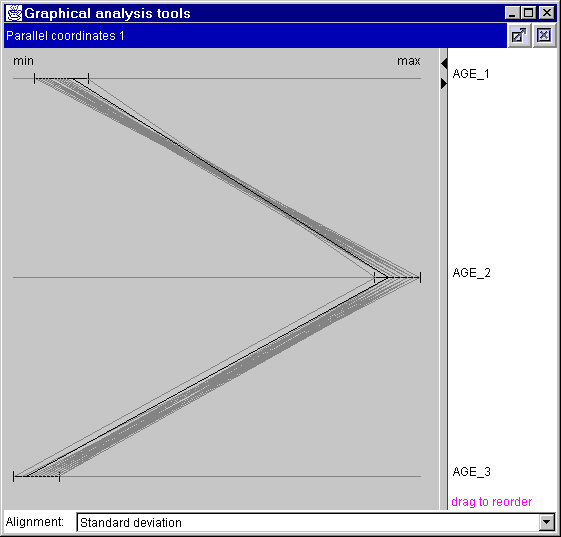 Graphical analysis tools
Parallel coordinates 1
min max
AGE_1
AGE_2
AGE_3
drag to reorder
Alignment: Standard deviation